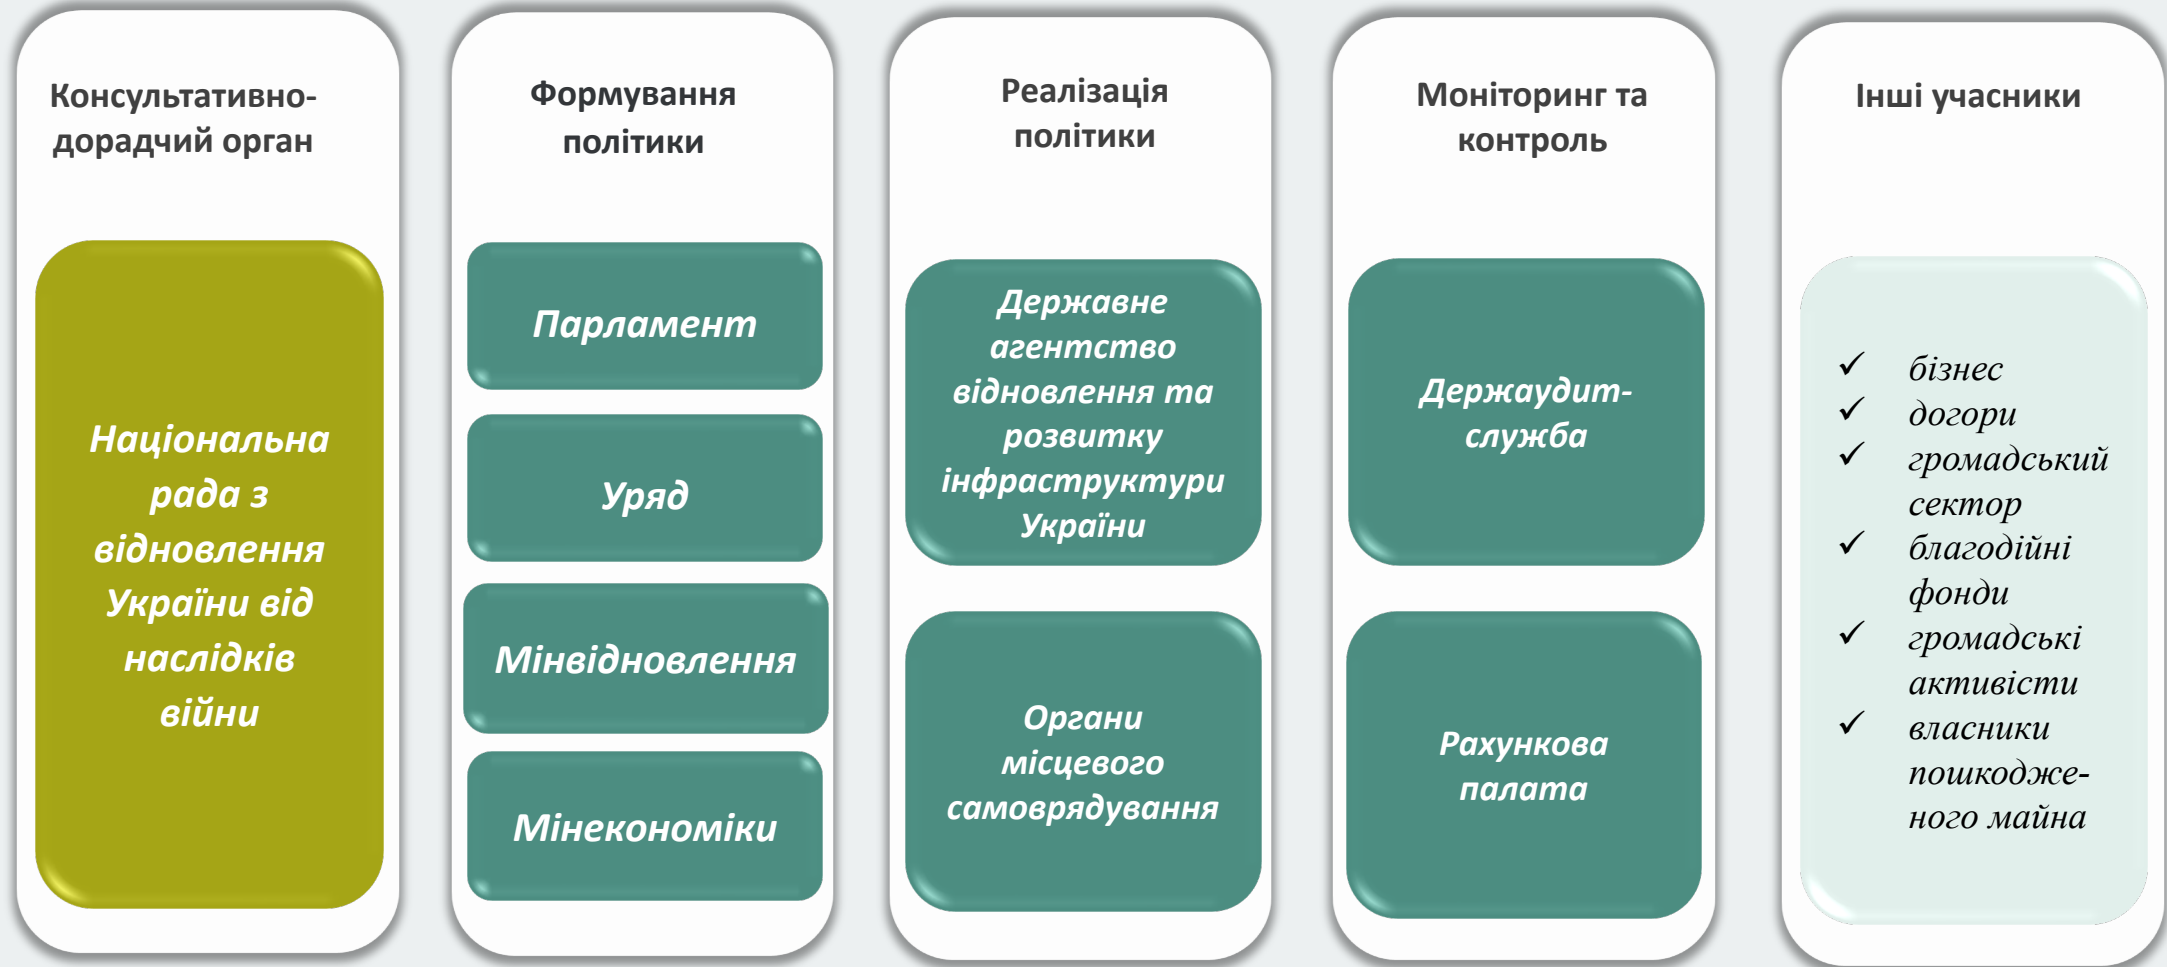 Консультативно-
дорадчий орган
Національна
рада з
відновлення
України від
наслідків
війни
Формування
політики
Парламент
Уряд
Мінвідновлення
Мінекономіки
Реалізація
політики
Державне
агентство
відновлення та
розвитку
інфраструктури
України
Органи
місцевого
самоврядування
Моніторинг та
контроль
Держаудит-
служба
Рахункова
палата
Інші учасники
✓ бізнес
✓ догори
✓ громадський
сектор
✓ благодійні
фонди
✓ громадські
активісти
✓ власники
пошкодже-
ного майна